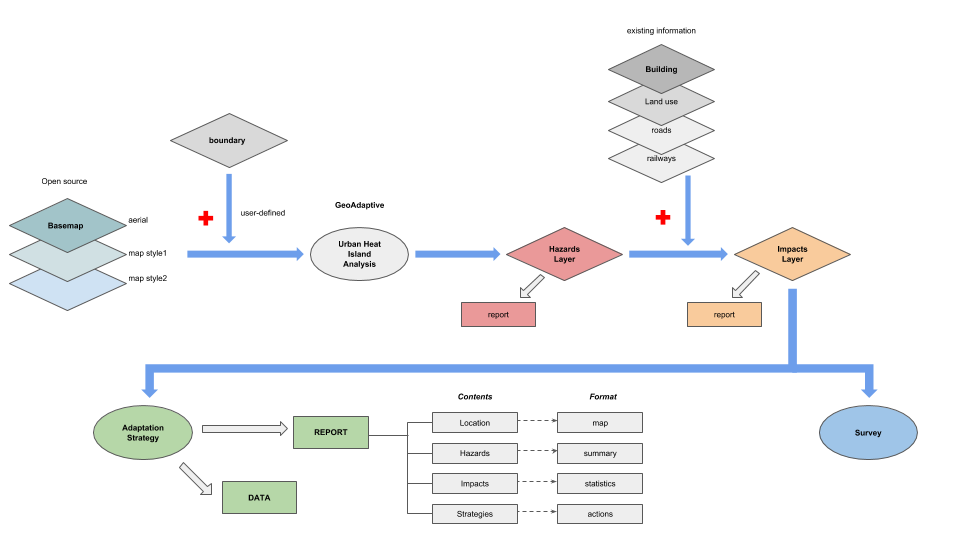 existing information
Building
Land use
roads
railways
boundary
Open source
user-defined
GeoAdaptive
Basemap
aerial
map style1
map style2
Urban Heat
Island
Analysis
Hazards
Layer
Impacts
Layer
report
report
Contents
Format
Adaptation
Strategy
REPORT
DATA
Location
map
Hazards
summary
Impacts
statistics
Strategies
actions
Survey